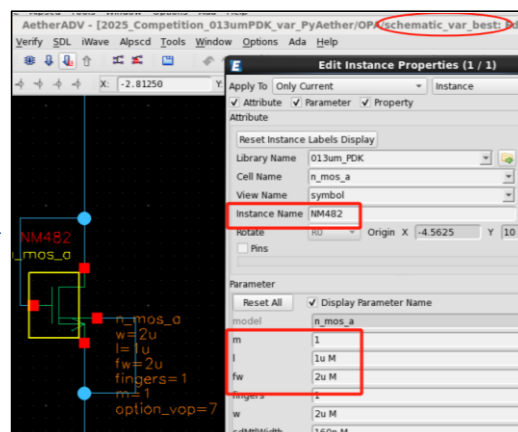 AetherADV - [2025_Competition_013umPDK_var_PyAether/OPA/schematic_var_best: Ed
Verify SDL iWave Alpscd Tools Window Options Ada Help
X: -2.81250 Y:
Edit Instance Properties (1 / 1)
Apply To Only Current Instance
Attribute Parameter Property
Attribute
Reset Instance Labels Display
Library Name 013um_PDK
Cell Name n_mos_a
View Name symbol
Instance Name NM482
Rotate R0 Origin X -4.5625 Y 10
Pins
Parameter
Reset All Display Parameter Name
model n_mos_a
m 1
l 1u M
fw 2u M
fingers 1
w 2u M
sdMtlWidth 160n M
NM482
_mos_a
n_mos_a
w=2u
l=1u
fw=2u
fingers=1
m=1
option_vop=7